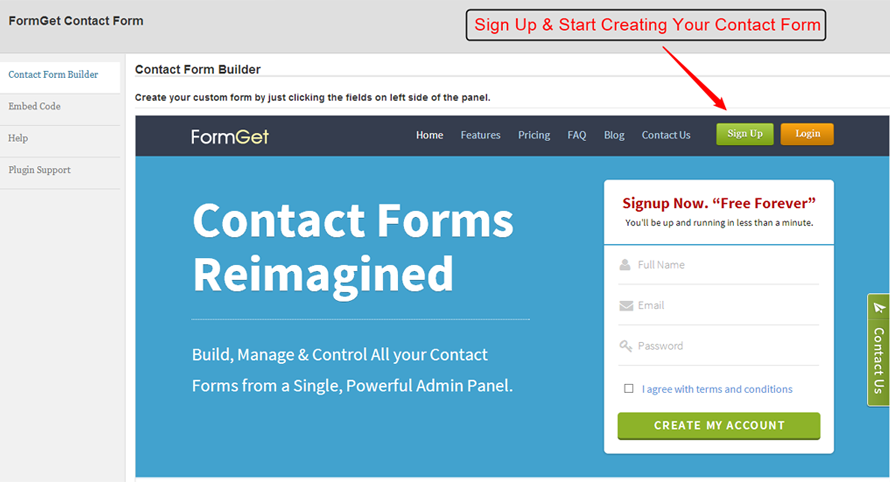 FormGet Contact Form
Sign Up & Start Creating Your Contact Form
Contact Form Builder
Embed Code
Help
Plugin Support
Contact Form Builder
Create your custom form by just clicking the fields on left side of the panel.
FormGet
Home Features Pricing FAQ Blog Contact Us Sign Up Login
Contact Forms
Reimagined
Build, Manage & Control All your Contact
Forms from a Single, Powerful Admin Panel.
Signup Now. “Free Forever”
You'll be up and running in less than a minute.
Full Name
Email
Password
I agree with terms and conditions
CREATE MY ACCOUNT
Contact Us